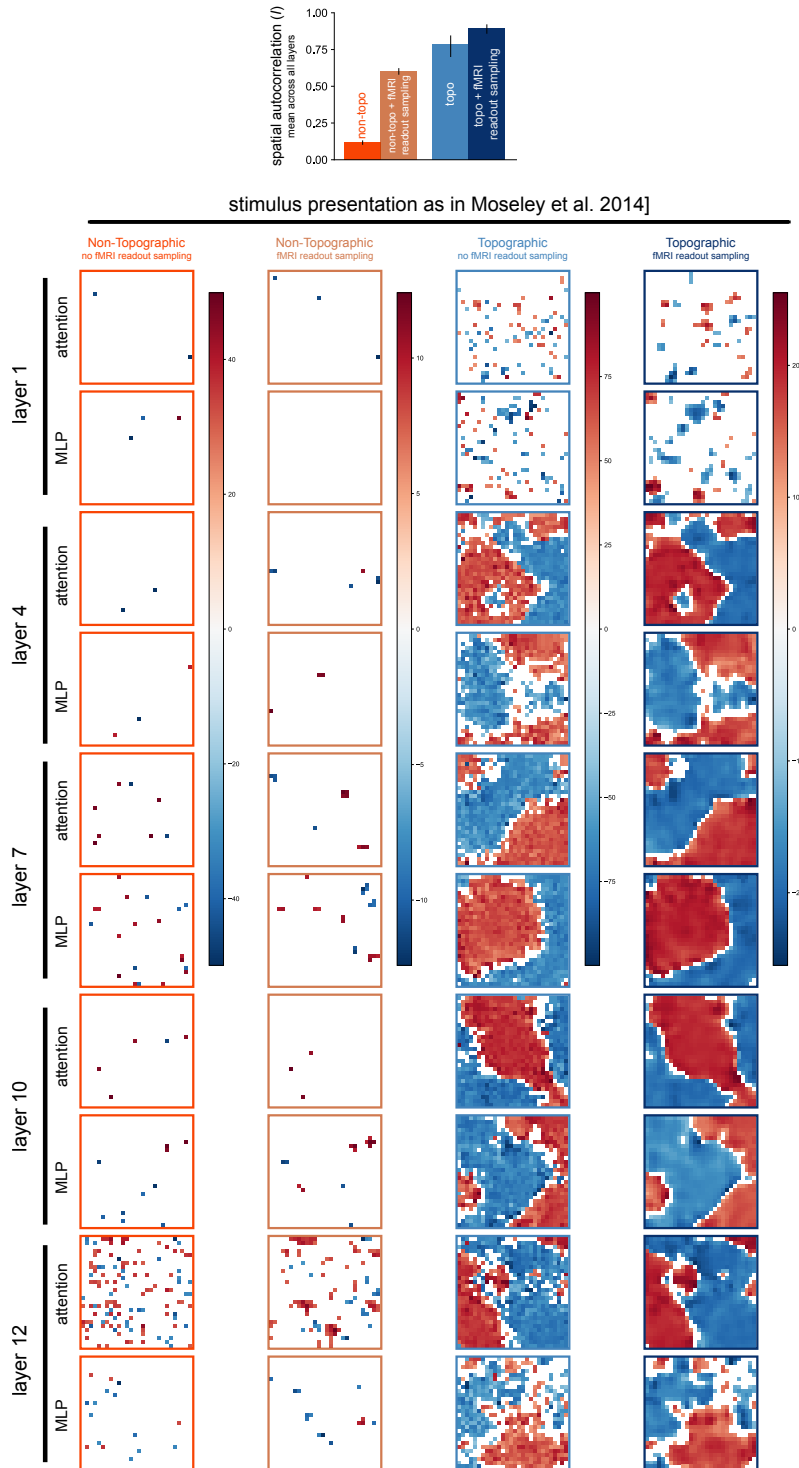 spatial autocorrelation (I)
mean across all layers
1.00
0.75
0.50
0.25
0.00
non-topo
non-topo + fMRI
readout sampling
topo
topo + fMRI
readout sampling
stimulus presentation as in Moseley et al. 2014]
Non-Topographic
no fMRI readout sampling
Non-Topographic
fMRI readout sampling
Topographic
no fMRI readout sampling
Topographic
fMRI readout sampling
layer 1
attention
MLP
layer 4
attention
MLP
layer 7
attention
MLP
layer 10
attention
MLP
layer 12
attention
MLP
40
20
0
−20
−40
10
5
0
−5
−10
75
50
25
0
−25
−50
−75
20
10
0
−1
−2